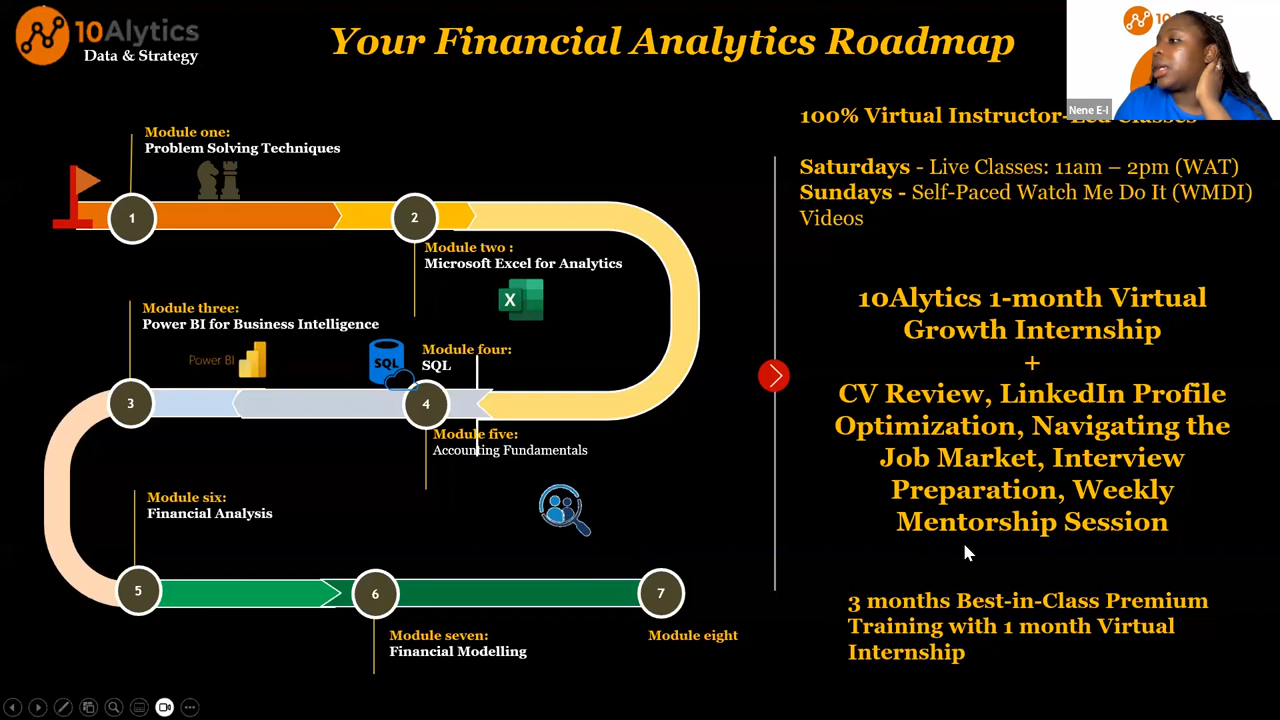 10Alytics
Data & Strategy
Your Financial Analytics Roadmap
10Alytics
Nene E-I
Module one:
Problem Solving Techniques
1
2
Module two :
Microsoft Excel for Analytics
X
Module three:
Power BI for Business Intelligence
Power BI
SQL
Module four:
SQL
3
4
Module five:
Accounting Fundamentals
Module six:
Financial Analysis
5
6
7
Module seven:
Financial Modelling
Module eight
100% Virtual Instructor-Led Classes
Saturdays - Live Classes: 11am – 2pm (WAT)
Sundays - Self-Paced Watch Me Do It (WMDI)
Videos
10Alytics 1-month Virtual
Growth Internship
+
CV Review, LinkedIn Profile
Optimization, Navigating the
Job Market, Interview
Preparation, Weekly
Mentorship Session
3 months Best-in-Class Premium
Training with 1 month Virtual
Internship